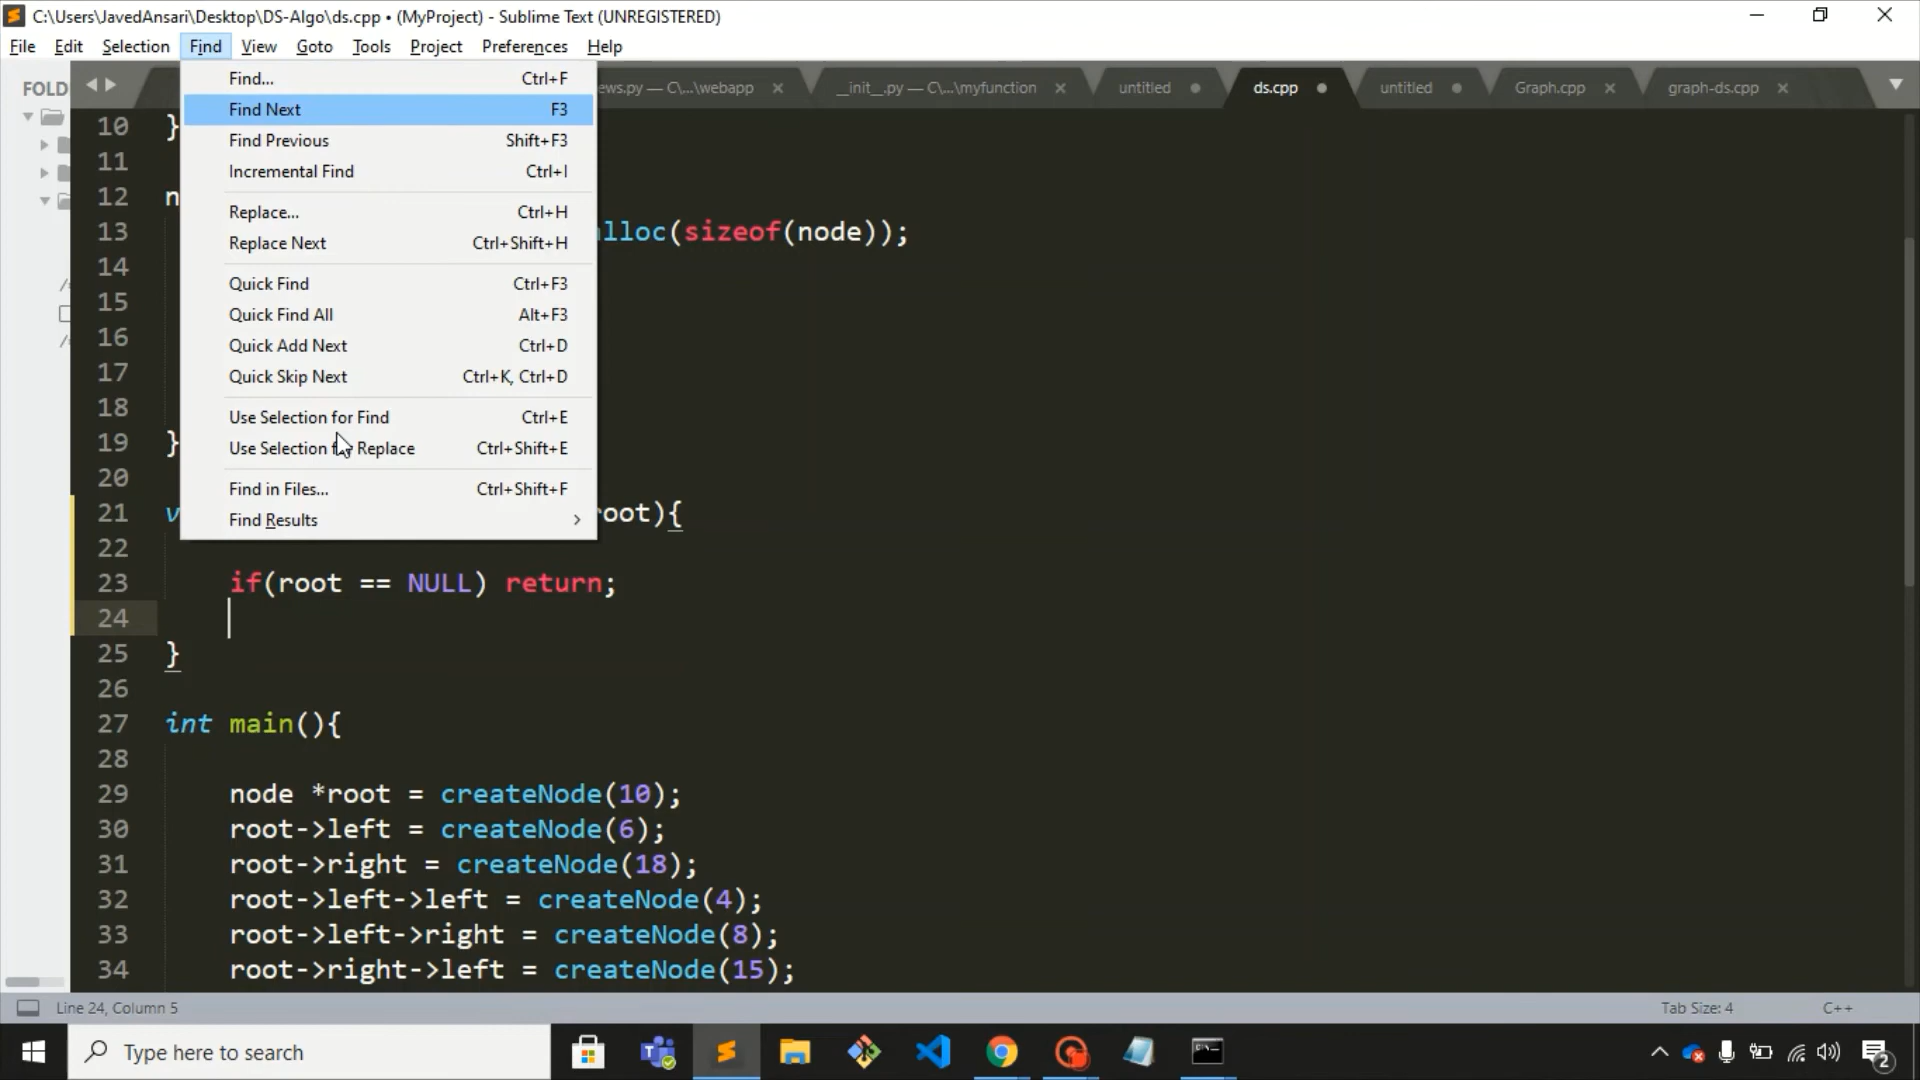 C:\Users\JavedAnsari\Desktop\DS-Algo\ds.cpp • (MyProject) - Sublime Text (UNREGISTERED)
File Edit Selection Find View Goto Tools Project Preferences Help
FOLD
ews.py — C\...\webapp
__init__.py — C\...\myfunction
untitled
ds.cpp
untitled
Graph.cpp
graph-ds.cpp
Find... Ctrl+F
Find Next F3
Find Previous Shift+F3
Incremental Find Ctrl+I
Replace... Ctrl+H
Replace Next Ctrl+Shift+H
Quick Find Ctrl+F3
Quick Find All Alt+F3
Quick Add Next Ctrl+D
Quick Skip Next Ctrl+K, Ctrl+D
Use Selection for Find Ctrl+E
Use Selection Replace Ctrl+Shift+E
Find in Files... Ctrl+Shift+F
Find Results
10 }
11
12 n
13 lloc(sizeof(node));
14
15
16
17
18
19 }
20
21 v root){
22
23 if(root == NULL) return;
24
25 }
26
27 int main(){
28
29 node *root = createNode(10);
30 root->left = createNode(6);
31 root->right = createNode(18);
32 root->left->left = createNode(4);
33 root->left->right = createNode(8);
34 root->right->left = createNode(15);
Line 24, Column 5
Tab Size: 4
C++
Type here to search
2